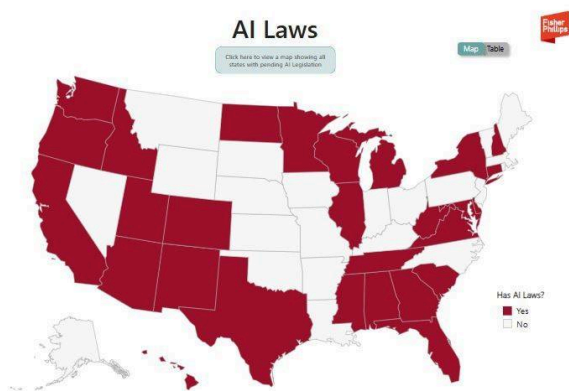 AI Laws
Click here to view a map showing all
states with pending AI Legislation
Map Table
Fisher
Phillips
Has AI Laws?
Yes
No